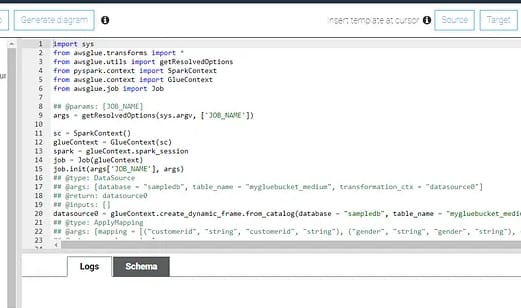 Generate diagram
Insert template at cursor
Source
Target
1 import sys
2 from awsglue.transforms import *
3 from awsglue.utils import getResolvedOptions
4 from pyspark.context import SparkContext
5 from awsglue.context import GlueContext
6 from awsglue.job import Job
7
8 ## @params: [JOB_NAME]
9 args = getResolvedOptions(sys.argv, ['JOB_NAME'])
10
11 sc = SparkContext()
12 glueContext = GlueContext(sc)
13 spark = glueContext.spark_session
14 job = Job(glueContext)
15 job.init(args['JOB_NAME'], args)
16 ## @type: DataSource
17 ## @args: [database = "sampledb", table_name = "mygluebucket_medium", transformation_ctx = "datasource0"]
18 ## @return: datasource0
19 ## @inputs: []
20 datasource0 = glueContext.create_dynamic_frame.from_catalog(database = "sampledb", table_name = "mygluebucket_medi
21 ## @type: ApplyMapping
22 ## @args: [mapping = [("customerid", "string", "customerid", "string"), ("gender", "string", "gender", "string"),
23
24
Logs
Schema